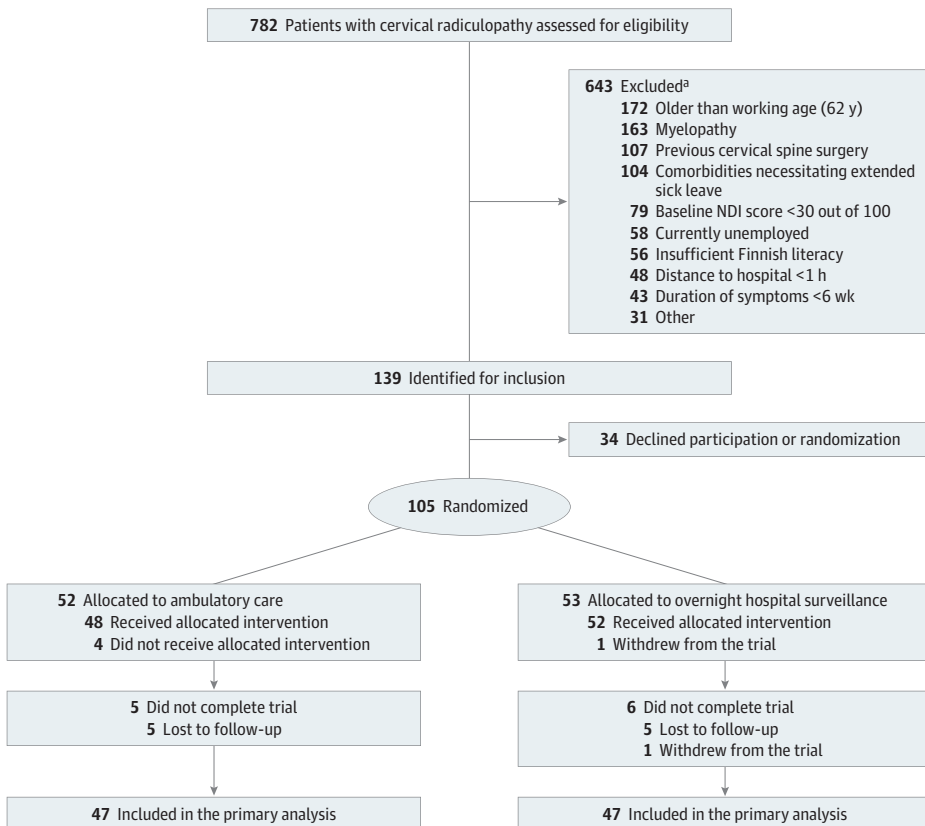 782 Patients with cervical radiculopathy assessed for eligibility
643 Excludedª
172 Older than working age (62 y)
163 Myelopathy
107 Previous cervical spine surgery
104 Comorbidities necessitating extended
sick leave
79 Baseline NDI score <30 out of 100
58 Currently unemployed
56 Insufficient Finnish literacy
48 Distance to hospital <1 h
43 Duration of symptoms <6 wk
31 Other
139 Identified for inclusion
34 Declined participation or randomization
105 Randomized
52 Allocated to ambulatory care
48 Received allocated intervention
4 Did not receive allocated intervention
53 Allocated to overnight hospital surveillance
52 Received allocated intervention
1 Withdrew from the trial
5 Did not complete trial
5 Lost to follow-up
6 Did not complete trial
5 Lost to follow-up
1 Withdrew from the trial
47 Included in the primary analysis
47 Included in the primary analysis